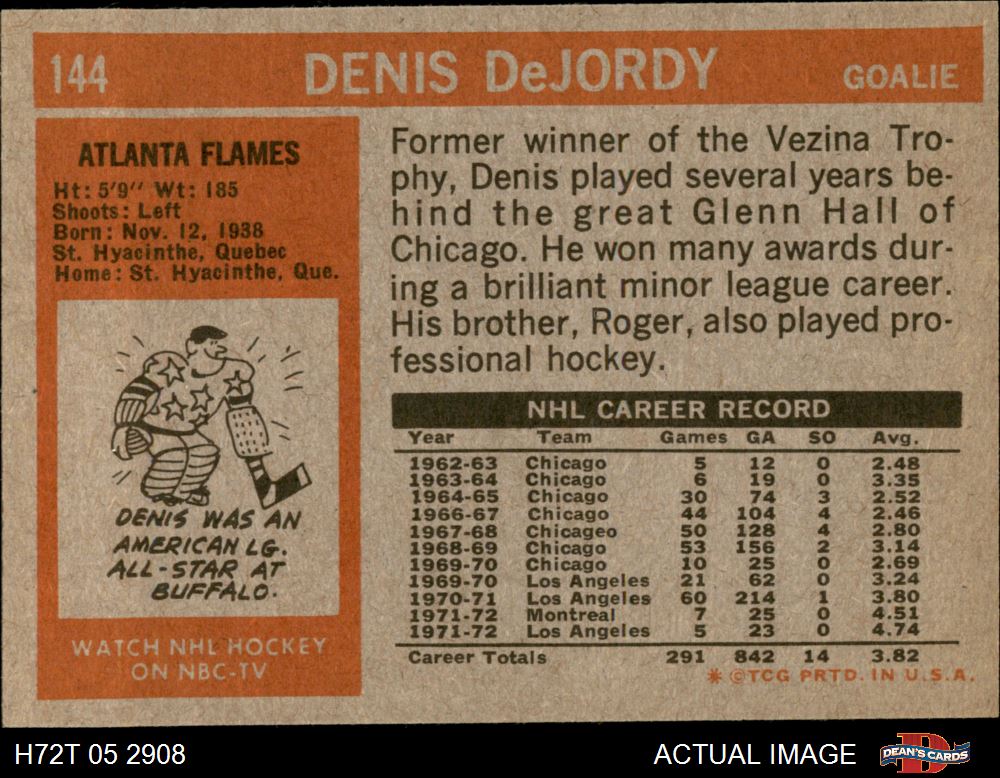 144 DENIS DeJORDY GOALIE
ATLANTA FLAMES
Ht: 5'9" Wt: 185
Shoots: Left
Born: Nov. 12, 1938
St. Hyacinthe, Quebec
Home: St. Hyacinthe, Que.
DENIS WAS AN
AMERICAN LG.
ALL-STAR AT
BUFFALO.
WATCH NHL HOCKEY
ON NBC-TV
Former winner of the Vezina Tro-
phy, Denis played several years be-
hind the great Glenn Hall of
Chicago. He won many awards dur-
ing a brilliant minor league career.
His brother, Roger, also played pro-
fessional hockey.
NHL CAREER RECORD
Year Team Games GA SO Avg.
1962-63 Chicago 5 12 0 2.48
1963-64 Chicago 6 19 0 3.35
1964-65 Chicago 30 74 3 2.52
1966-67 Chicago 44 104 4 2.46
1967-68 Chicageo 50 128 4 2.80
1968-69 Chicago 53 156 2 3.14
1969-70 Chicago 10 25 0 2.69
1969-70 Los Angeles 21 62 0 3.24
1970-71 Los Angeles 60 214 1 3.80
1971-72 Montreal 7 25 0 4.51
1971-72 Los Angeles 5 23 0 4.74
Career Totals 291 842 14 3.82
* ©TCG PRTD. IN U.S.A.
H72T 05 2908 ACTUAL IMAGE DEAN'S CARDS